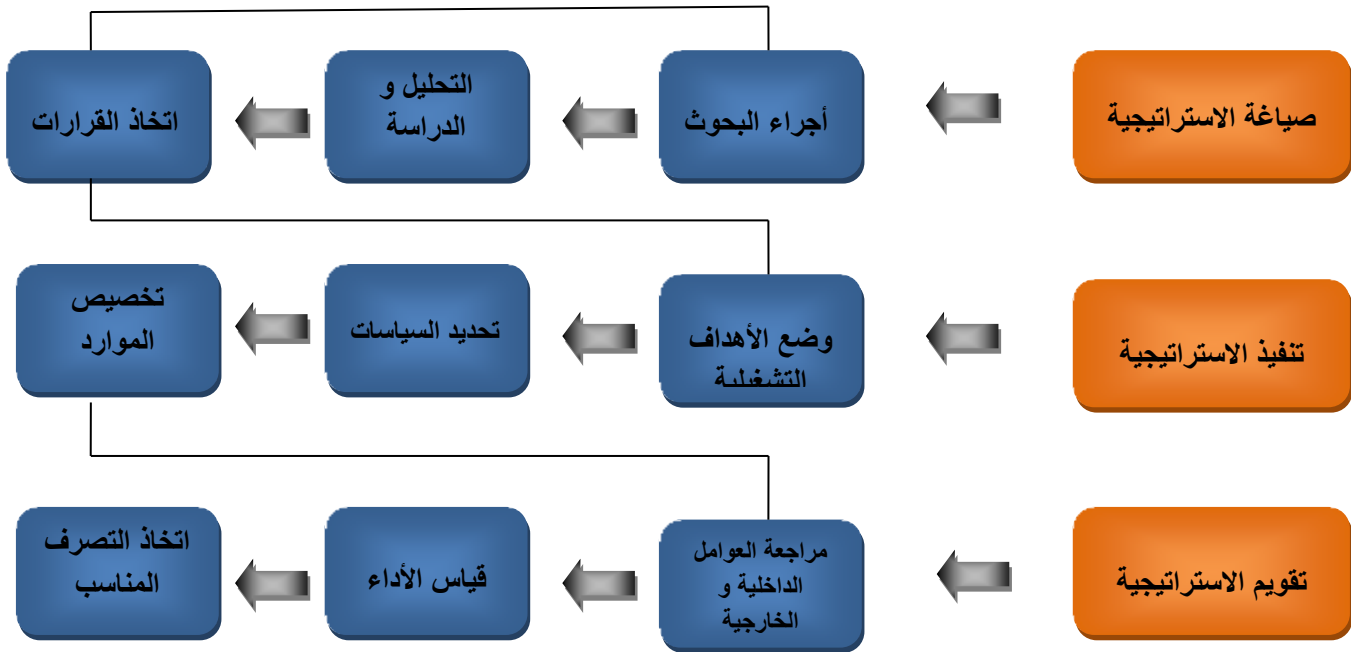 صياغة الاستراتيجية
أجراء البحوث
التحليل و
الدراسة
اتخاذ القرارات
تنفيذ الاستراتيجية
وضع الأهداف
التشغيلية
تحديد السياسات
تخصيص
الموارد
تقويم الاستراتيجية
مراجعة العوامل
الداخلية و
الخارجية
قياس الأداء
اتخاذ التصرف
المناسب